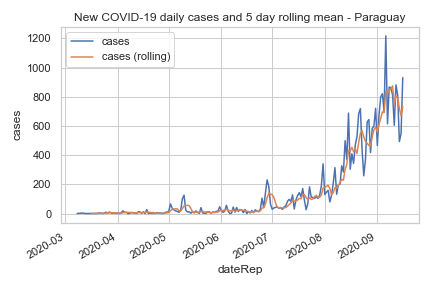 New COVID-19 daily cases and 5 day rolling mean - Paraguay
cases
cases (rolling)
1200
1000
800
600
400
200
0
cases
2020-03
2020-04
2020-05
2020-06
2020-07
2020-08
2020-09
dateRep